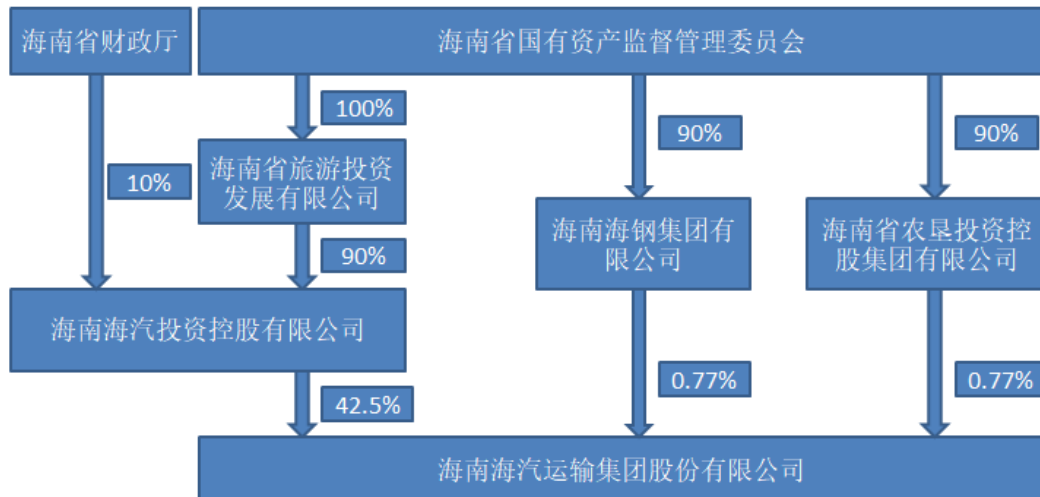 海南省财政厅
海南省国有资产监督管理委员会
100%
90%
90%
海南省旅游投资
发展有限公司
10%
海南海钢集团有
限公司
海南省农垦投资控
股集团有限公司
90%
海南海汽投资控股有限公司
42.5%
0.77%
0.77%
海南海汽运输集团股份有限公司